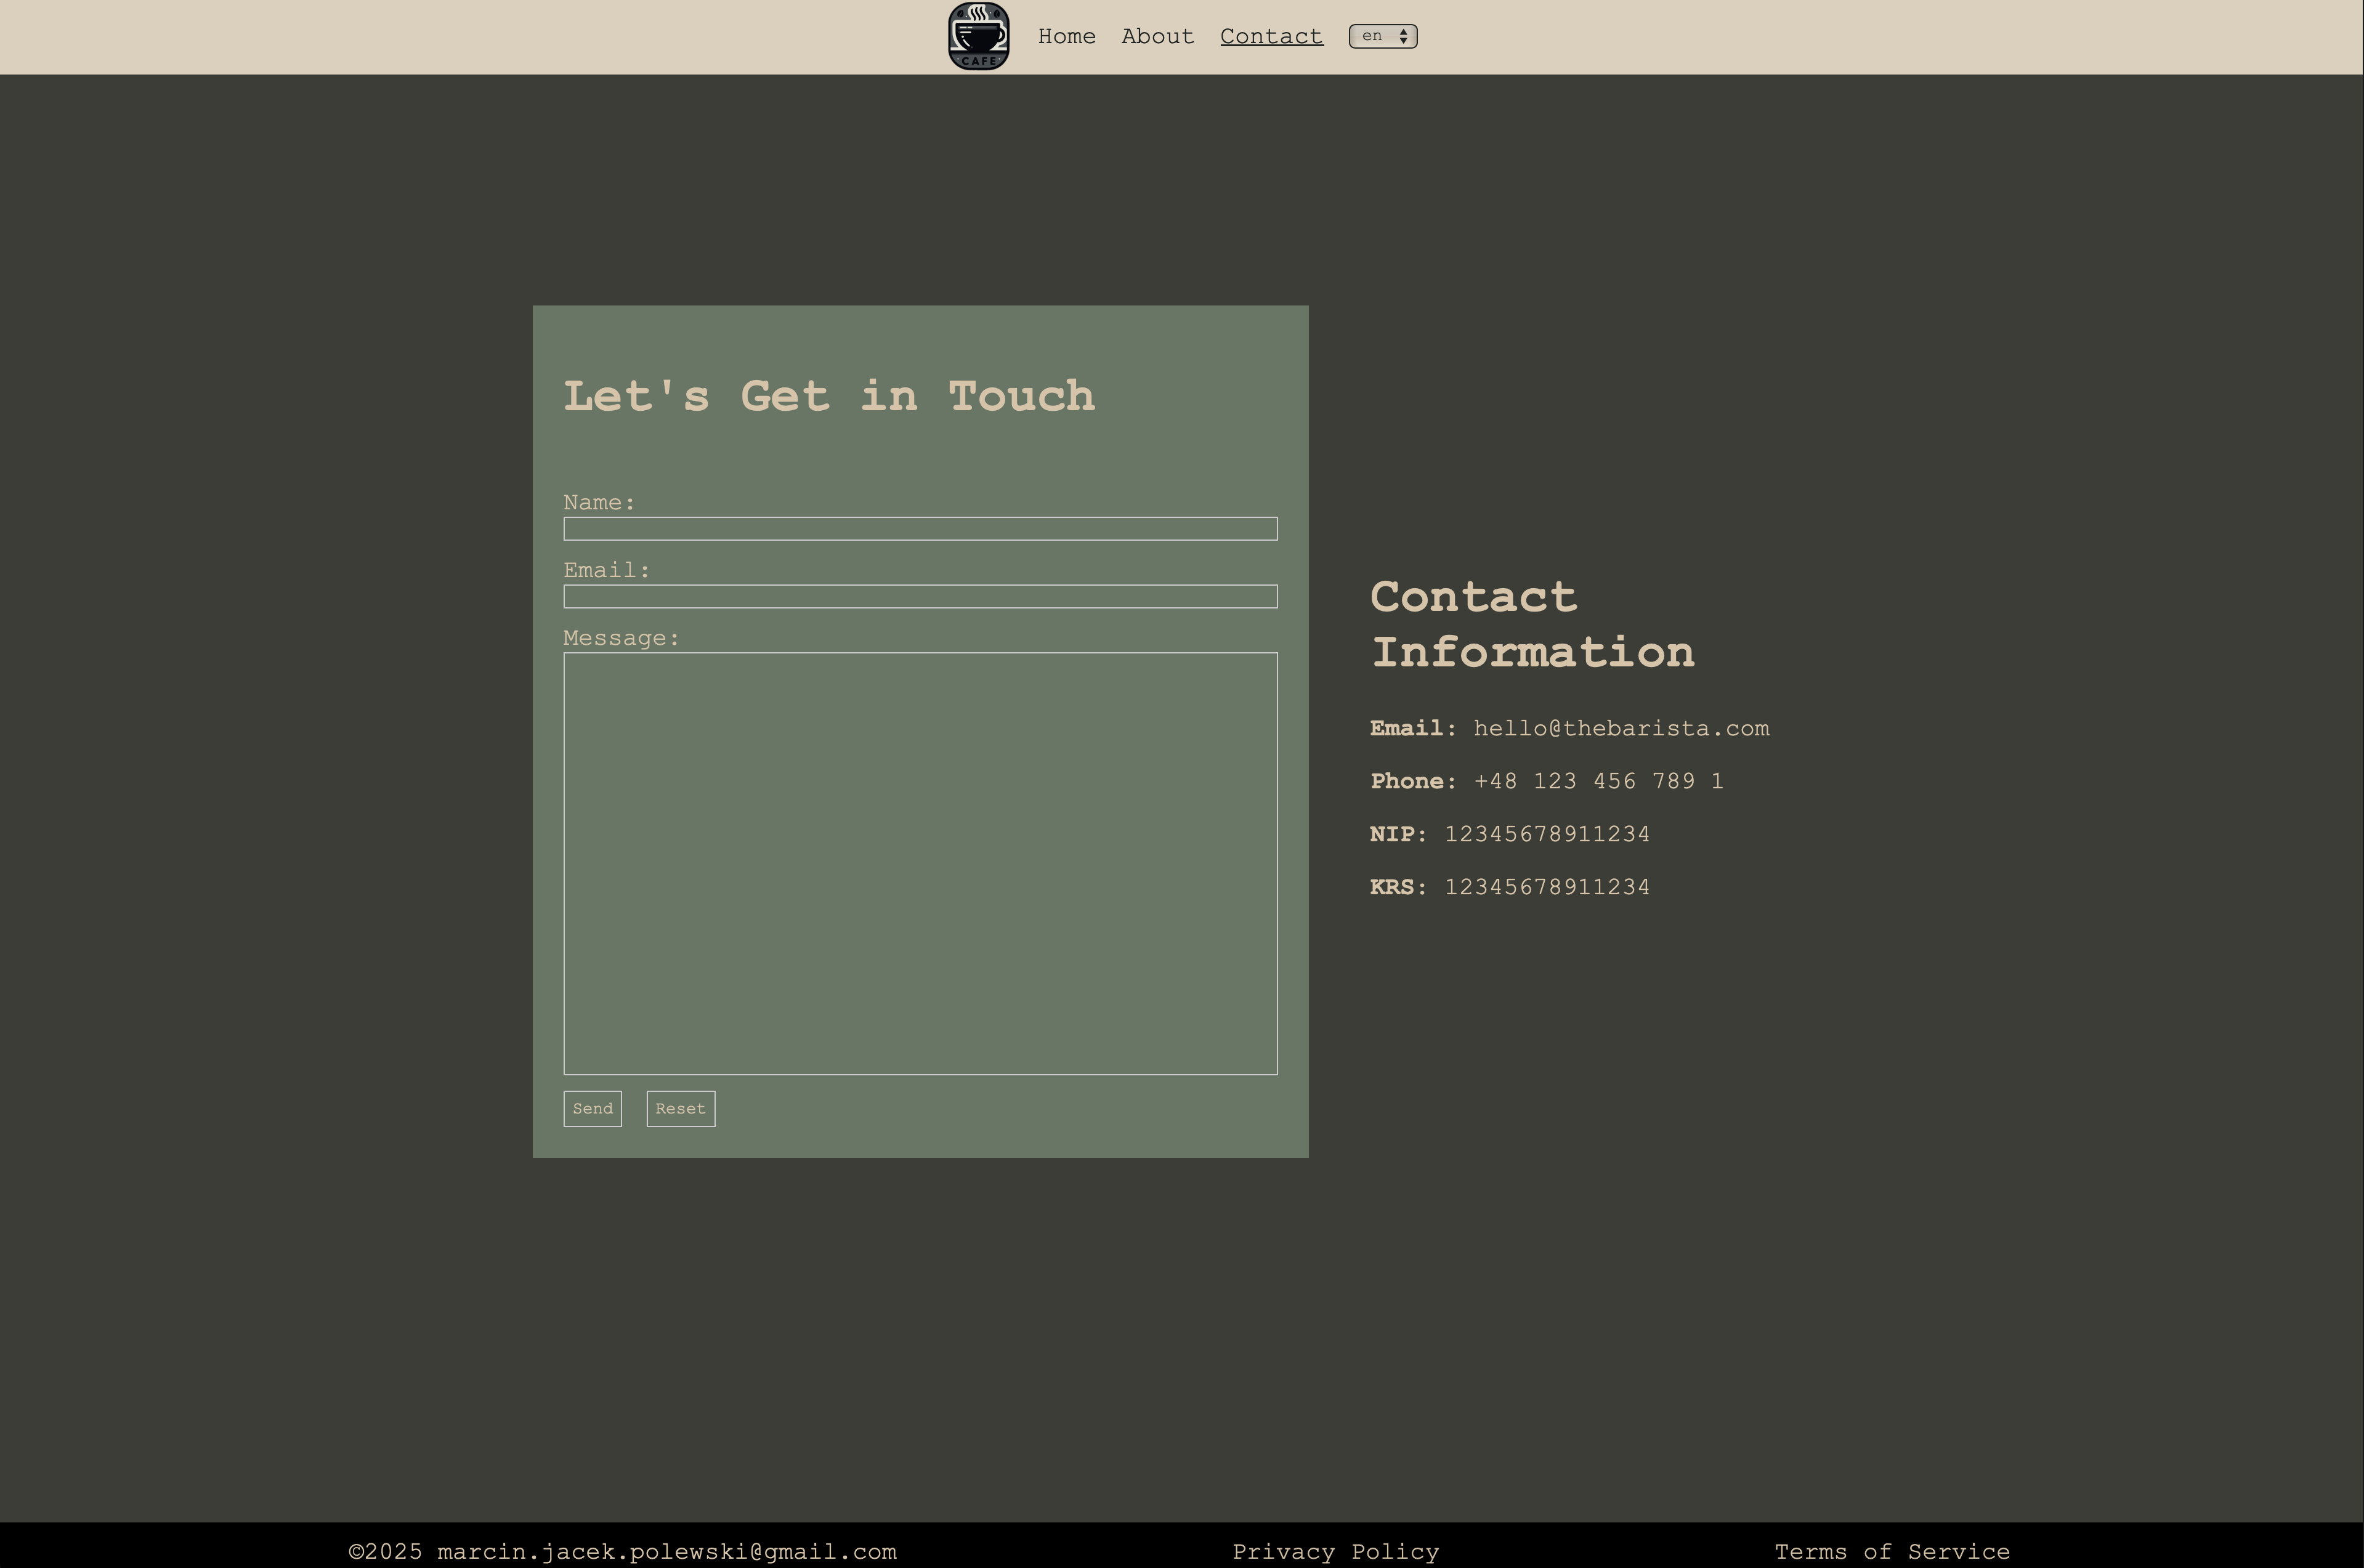 CAFE
Home About Contact en
Let's Get in Touch
Name:
Email:
Message:
Send Reset
Contact
Information
Email: hello@thebarista.com
Phone: +48 123 456 789 1
NIP: 12345678911234
KRS: 12345678911234
©2025 marcin.jacek.polewski@gmail.com Privacy Policy Terms of Service